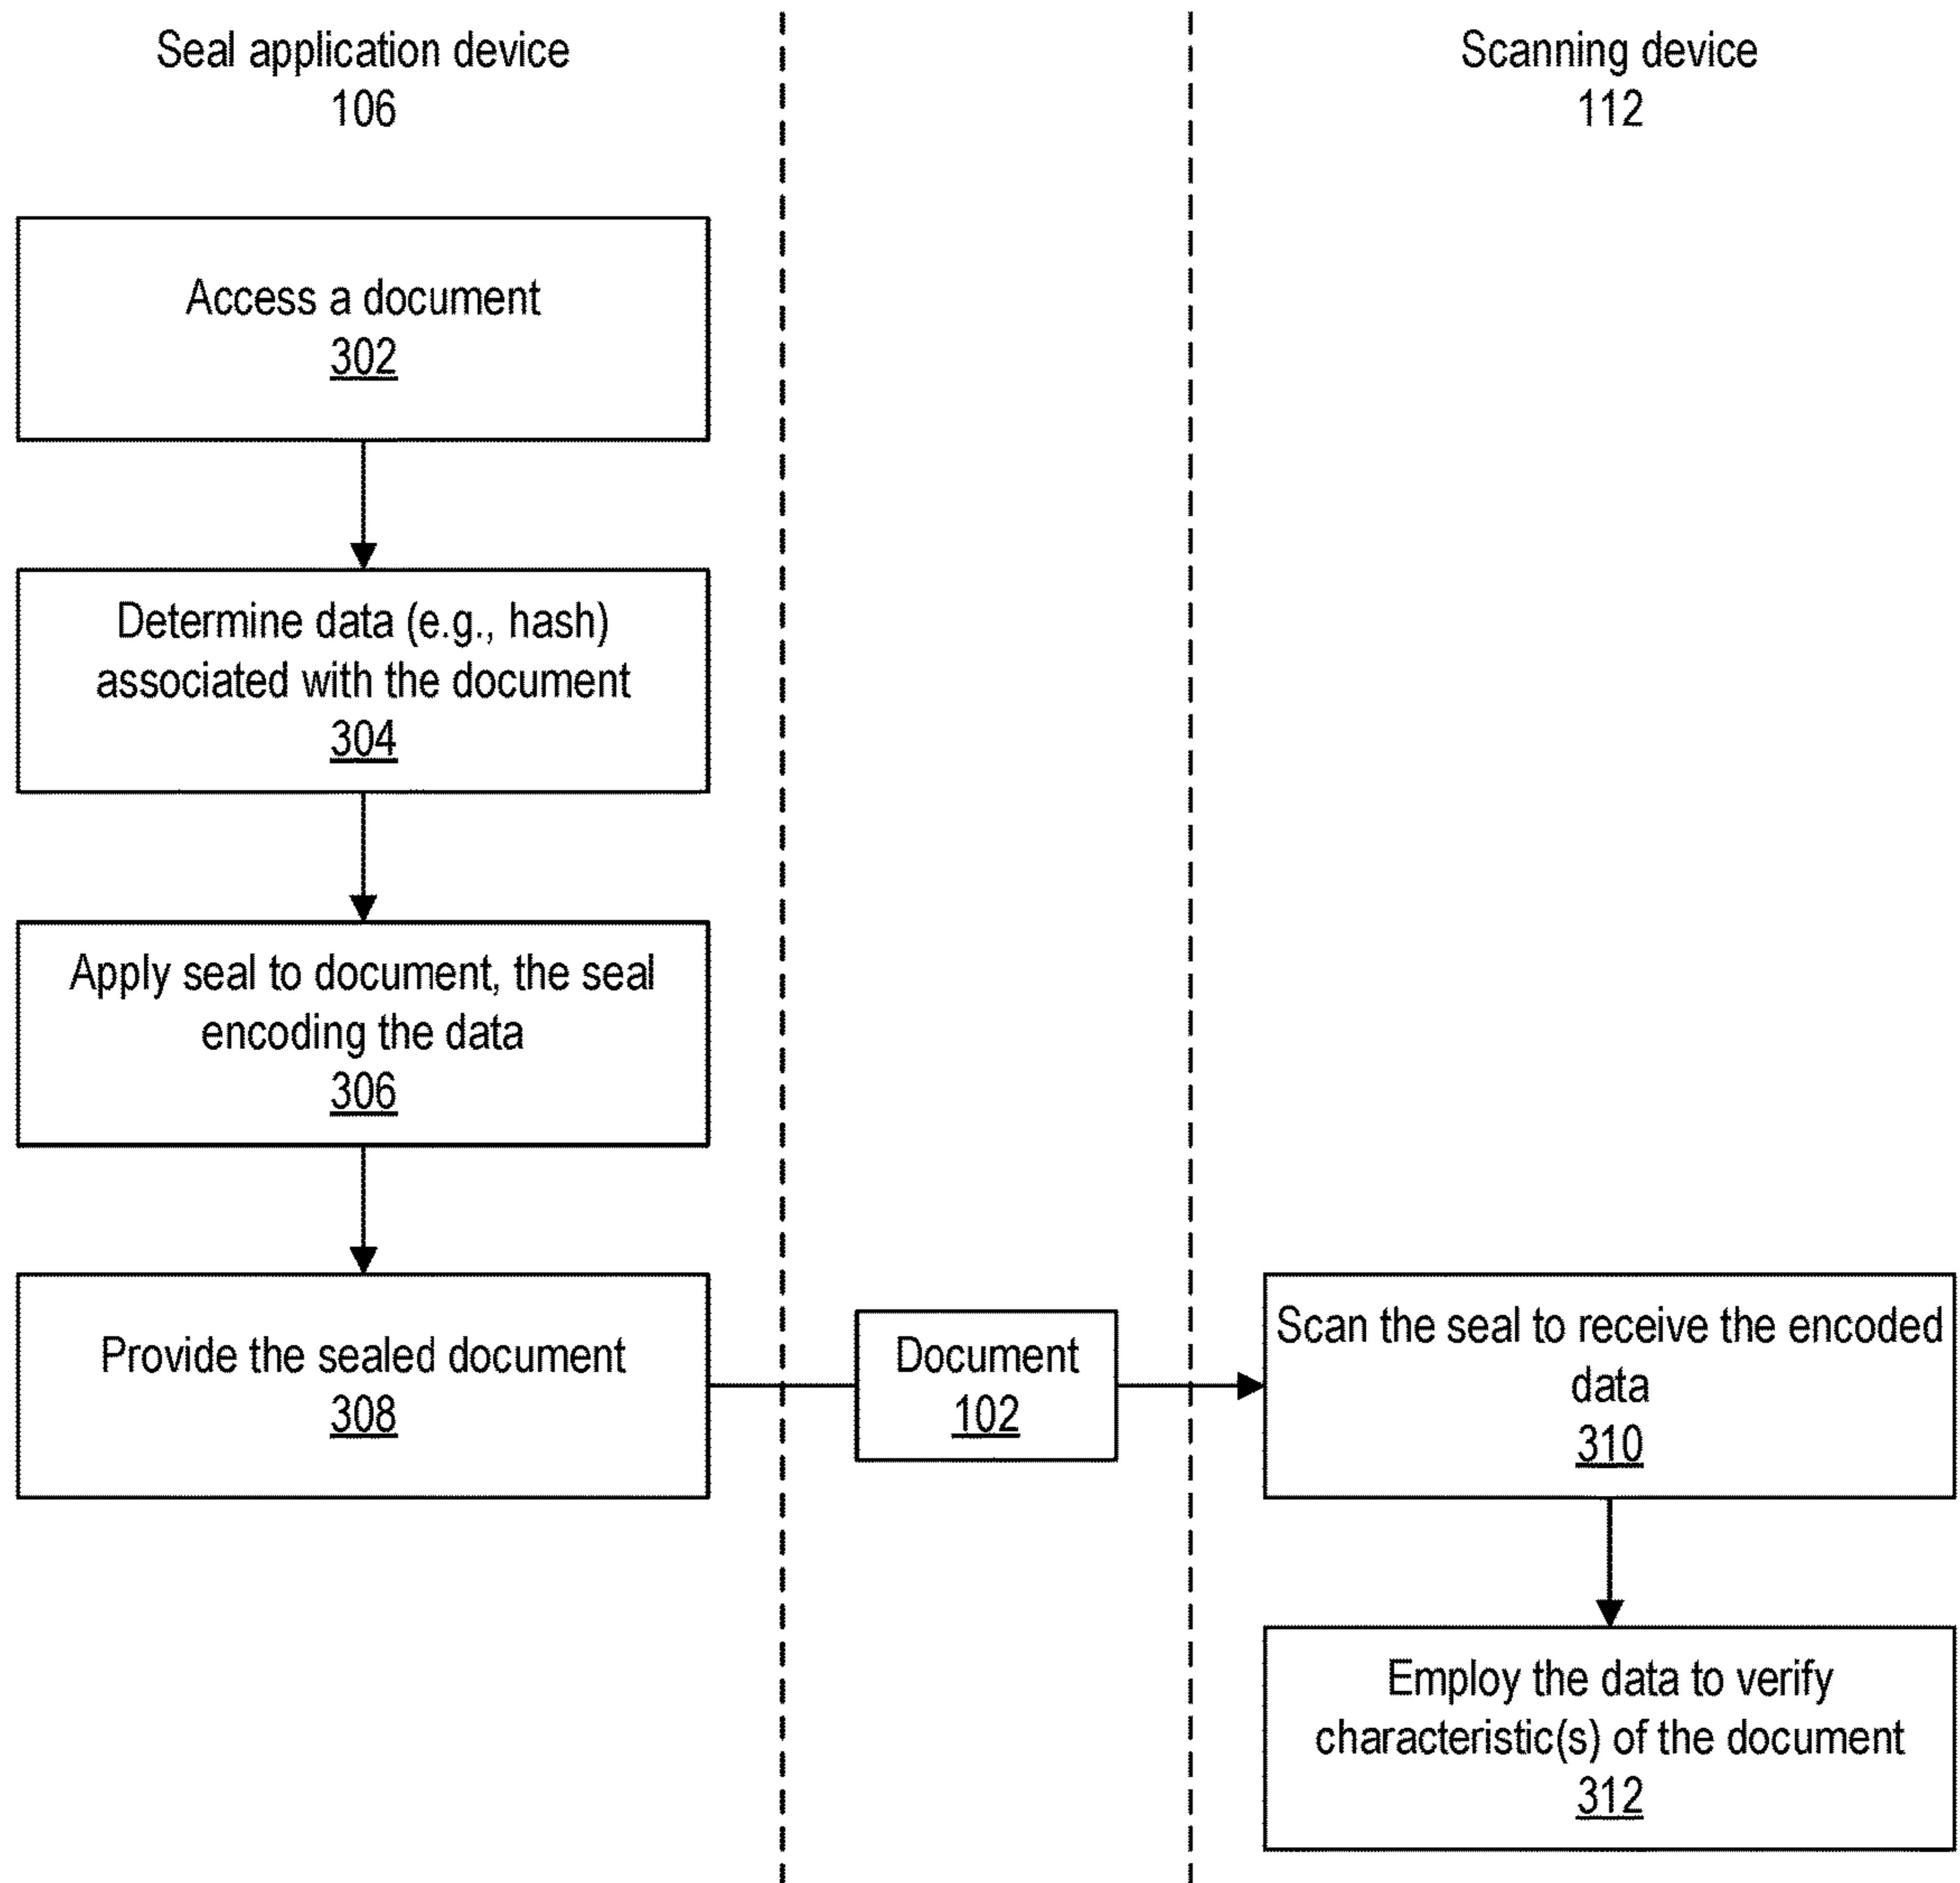 Seal application device
106
Scanning device
112
Access a document
302
Determine data (e.g., hash)
associated with the document
304
Apply seal to document, the seal
encoding the data
306
Provide the sealed document
308
Document
102
Scan the seal to receive the encoded
data
310
Employ the data to verify
characteristic(s) of the document
312